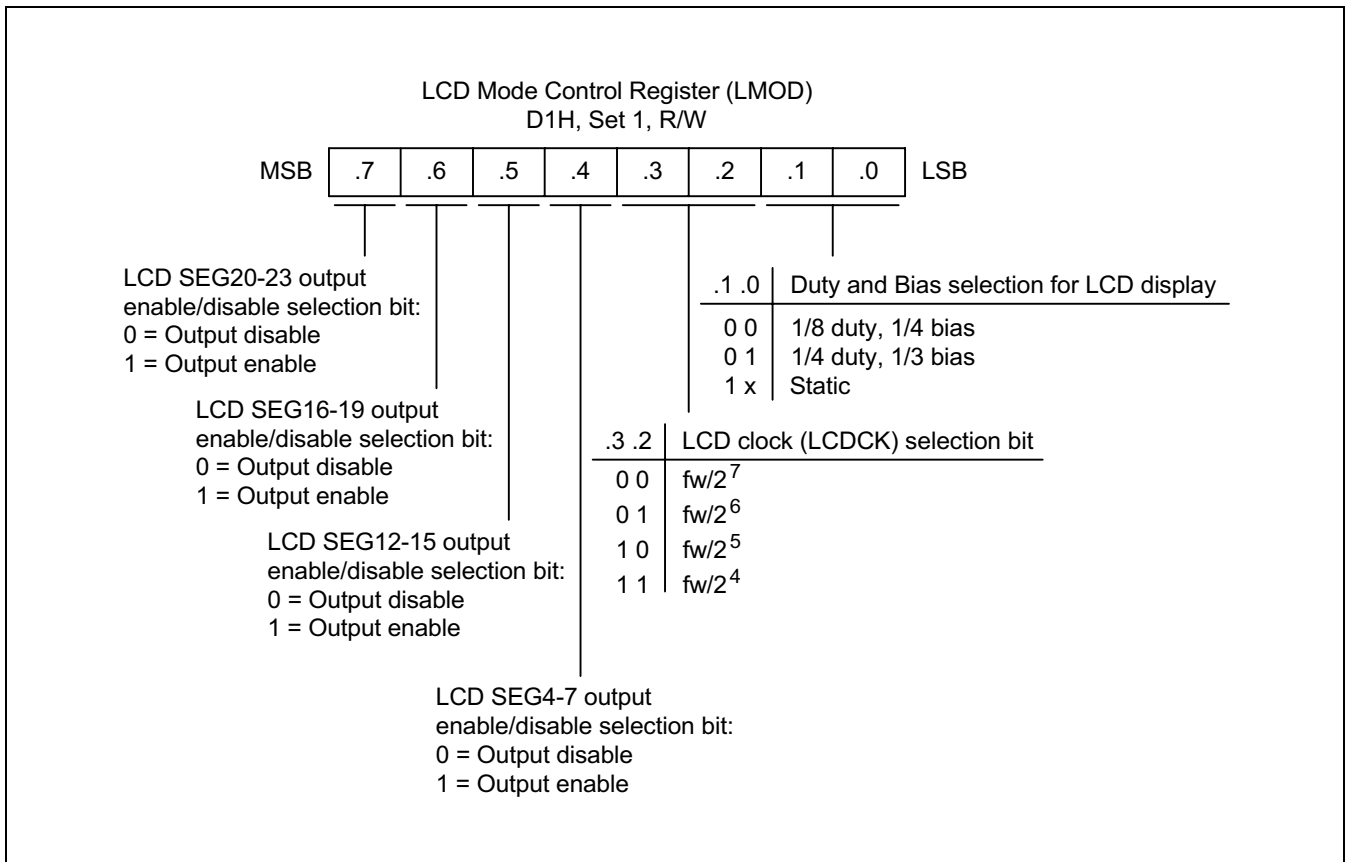 LCD Mode Control Register (LMOD)
D1H, Set 1, R/W
MSB .7 .6 .5 .4 .3 .2 .1 .0 LSB
LCD SEG20-23 output
enable/disable selection bit:
0 = Output disable
1 = Output enable
LCD SEG16-19 output
enable/disable selection bit:
0 = Output disable
1 = Output enable
LCD SEG12-15 output
enable/disable selection bit:
0 = Output disable
1 = Output enable
LCD SEG4-7 output
enable/disable selection bit:
0 = Output disable
1 = Output enable
.3 .2 LCD clock (LCDCK) selection bit
0 0 fw/2⁷
0 1 fw/2⁶
1 0 fw/2⁵
1 1 fw/2⁴
.1 .0 Duty and Bias selection for LCD display
0 0 1/8 duty, 1/4 bias
0 1 1/4 duty, 1/3 bias
1 x Static